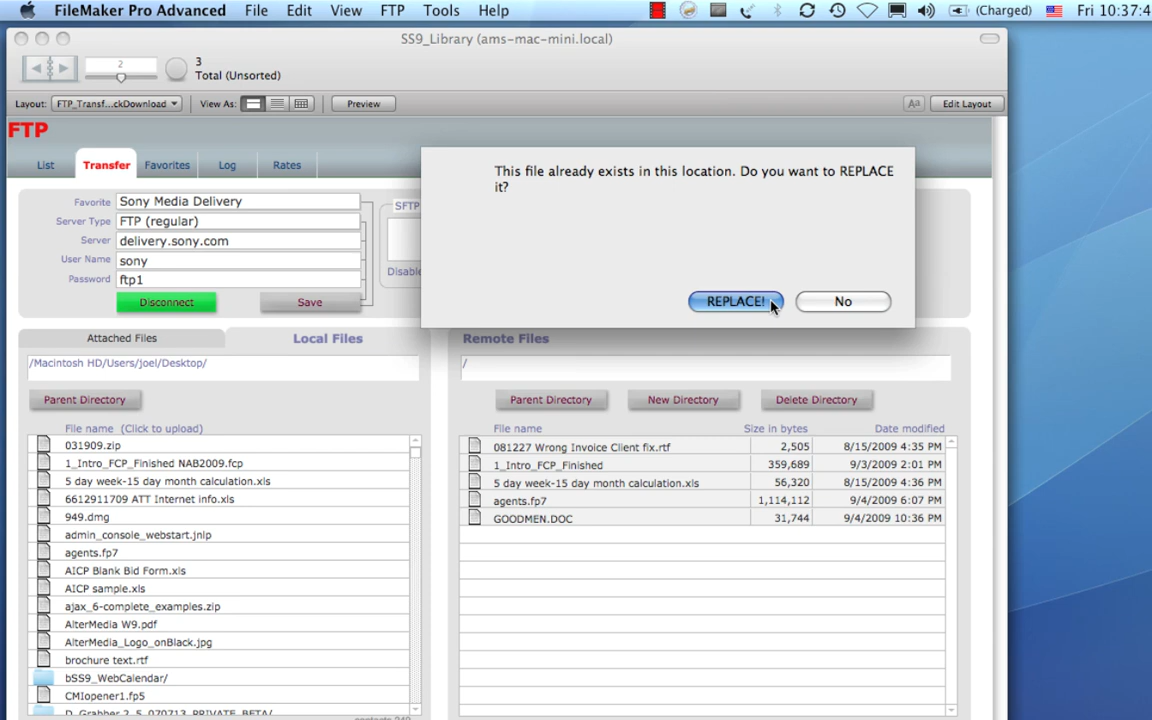 FileMaker Pro Advanced File Edit View FTP Tools Help (Charged) Fri 10:37:4
SS9_Library (ams-mac-mini.local)
2
3
Total (Unsorted)
Layout: FTP_Transf...ckDownload View As: Preview Aa Edit Layout
FTP
List Transfer Favorites Log Rates
This file already exists in this location. Do you want to REPLACE
it?
REPLACE! No
Favorite Sony Media Delivery
Server Type FTP (regular)
Server delivery.sony.com
User Name sony
Password ftp1
SFTP
Disable
Disconnect Save
Attached Files Local Files Remote Files
/Macintosh HD/Users/joel/Desktop/ /
Parent Directory Parent Directory New Directory Delete Directory
File name (Click to upload)
031909.zip
1_Intro_FCP_Finished NAB2009.fcp
5 day week-15 day month calculation.xls
6612911709 ATT Internet info.xls
949.dmg
admin_console_webstart.jnlp
agents.fp7
AICP Blank Bid Form.xls
AICP sample.xls
ajax_6-complete_examples.zip
AlterMedia W9.pdf
AlterMedia_Logo_onBlack.jpg
brochure text.rtf
bSS9_WebCalendar/
CMIopener1.fp5
D_Grabber_2_5_070713_PRIVATE_BETA/
File name Size in bytes Date modified
081227 Wrong Invoice Client fix.rtf 2,505 8/15/2009 4:35 PM
1_Intro_FCP_Finished 359,689 9/3/2009 2:01 PM
5 day week-15 day month calculation.xls 56,320 8/15/2009 4:36 PM
agents.fp7 1,114,112 9/4/2009 6:07 PM
GOODMEN.DOC 31,744 9/4/2009 10:36 PM